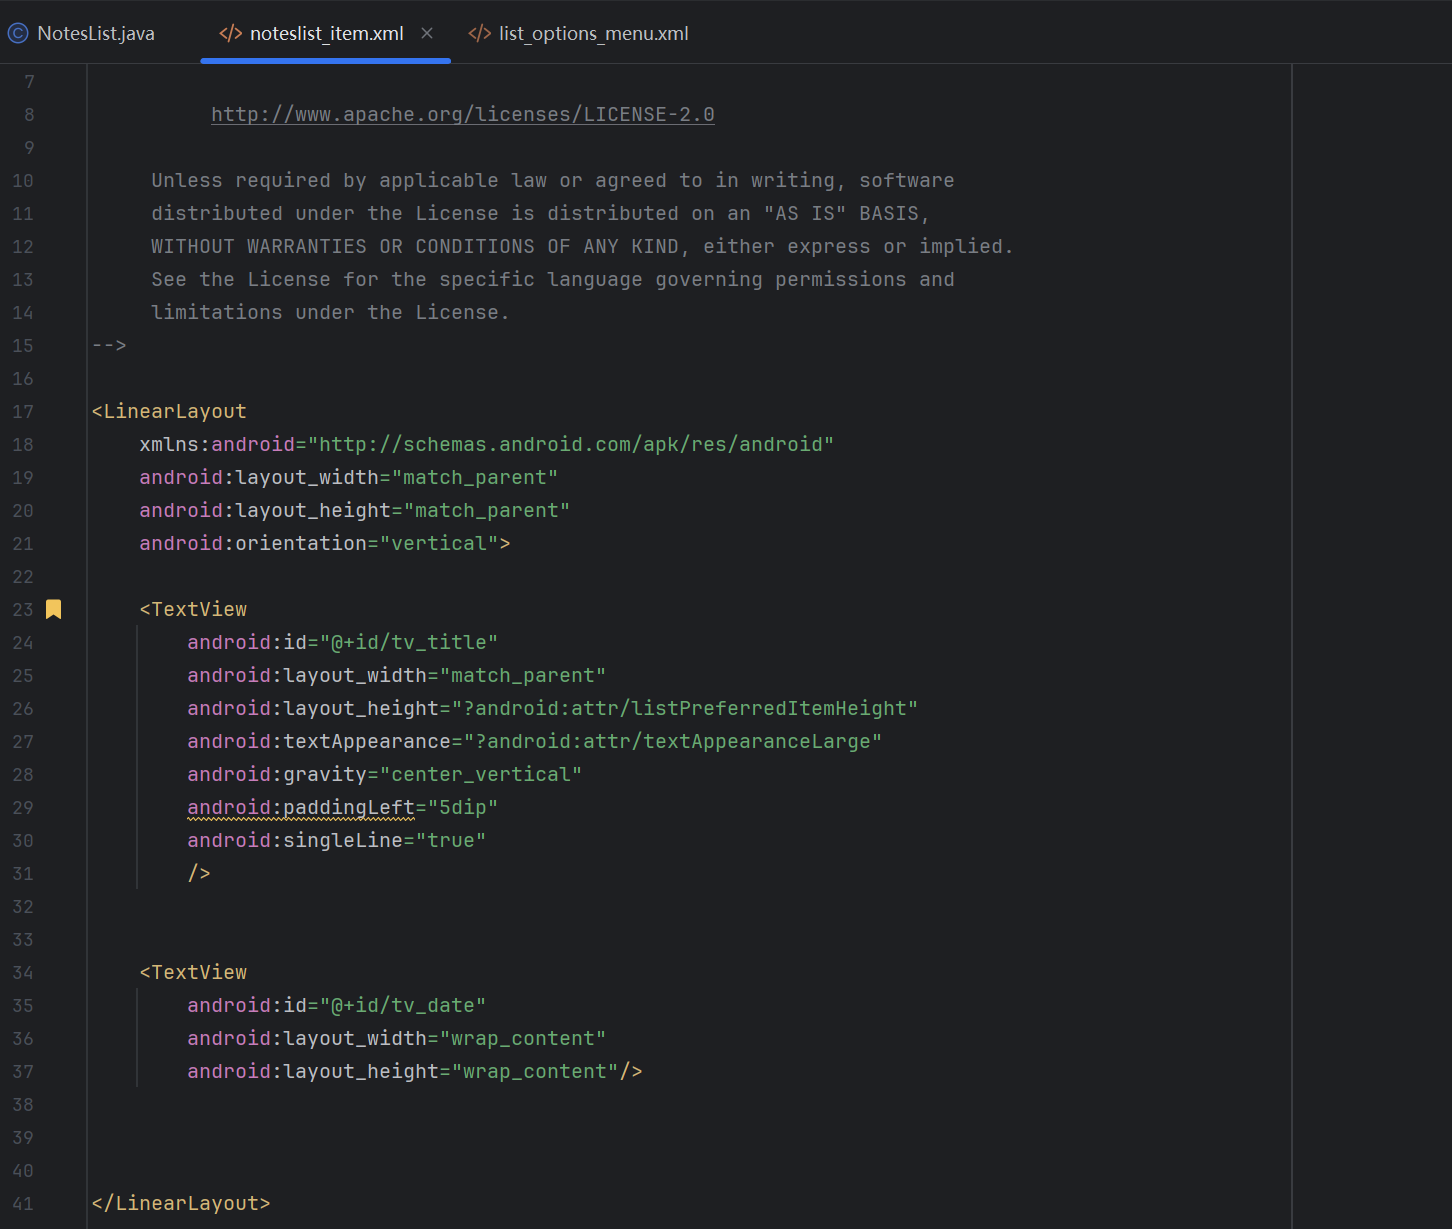 NotesList.java
</> noteslist_item.xml ×
</> list_options_menu.xml
7
8 http://www.apache.org/licenses/LICENSE-2.0
9
10 Unless required by applicable law or agreed to in writing, software
11 distributed under the License is distributed on an "AS IS" BASIS,
12 WITHOUT WARRANTIES OR CONDITIONS OF ANY KIND, either express or implied.
13 See the License for the specific language governing permissions and
14 limitations under the License.
15 -->
16
17 <LinearLayout
18 xmlns:android="http://schemas.android.com/apk/res/android"
19 android:layout_width="match_parent"
20 android:layout_height="match_parent"
21 android:orientation="vertical">
22
23 <TextView
24 android:id="@+id/tv_title"
25 android:layout_width="match_parent"
26 android:layout_height="?android:attr/listPreferredItemHeight"
27 android:textAppearance="?android:attr/textAppearanceLarge"
28 android:gravity="center_vertical"
29 android:paddingLeft="5dip"
30 android:singleLine="true"
31 />
32
33
34 <TextView
35 android:id="@+id/tv_date"
36 android:layout_width="wrap_content"
37 android:layout_height="wrap_content"/>
38
39
40
41 </LinearLayout>